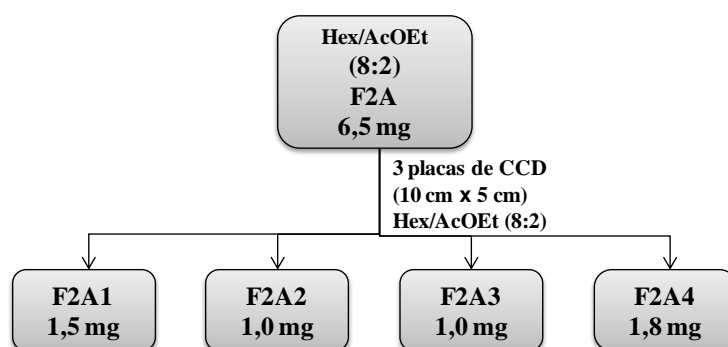 Hex/AcOEt
(8:2)
F2A
6,5 mg
3 placas de CCD
(10 cm x 5 cm)
Hex/AcOEt (8:2)
F2A1
1,5 mg
F2A2
1,0 mg
F2A3
1,0 mg
F2A4
1,8 mg